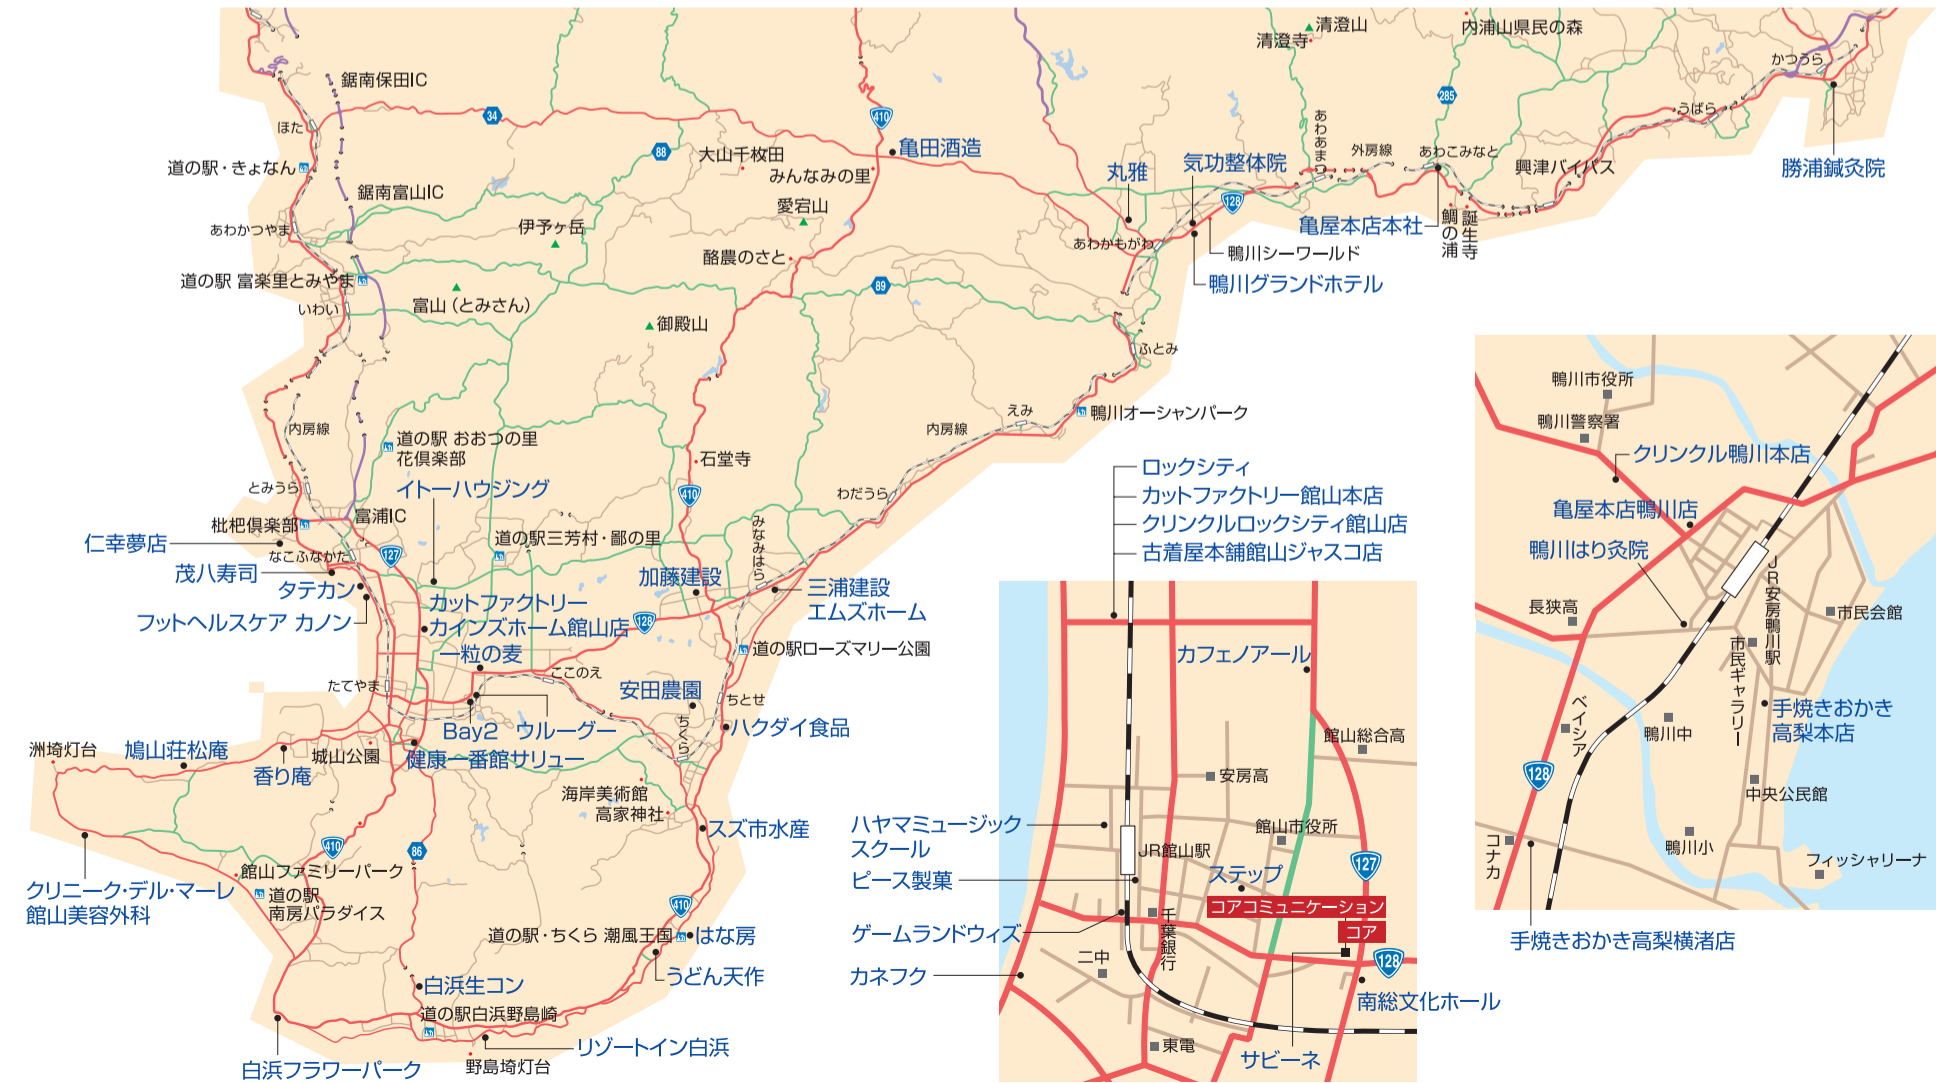 清澄山
清澄寺
内浦山県民の森
かつうら
鋸南保田IC
34
410
285
ほた
88
大山千枚田
亀田酒造
あわあまつ
外房線
あわこみなと
うばら
道の駅・きょなん
みんなみの里
丸雅
気功整体院
興津バイパス
勝浦鍼灸院
鋸南富山IC
愛宕山
128
あわかつやま
伊予ヶ岳
亀屋本店本社
鯛の浦
誕生寺
あわかもがわ
鴨川シーワールド
酪農のさと
道の駅 富楽里とみやま
89
鴨川グランドホテル
いわい
富山（とみさん）
御殿山
ふとみ
内房線
えみ
鴨川オーシャンパーク
内房線
道の駅 おおつの里
花倶楽部
石堂寺
とみうら
イトーハウジング
410
わだうら
枇杷倶楽部
富浦IC
みなみはら
仁幸夢店
なこふなかた
127
道の駅三芳村・鄙の里
茂八寿司
タテカン
加藤建設
三浦建設
エムズホーム
フットヘルスケア カノン
カットファクトリー
カインズホーム館山店
128
一粒の麦
道の駅ローズマリー公園
ここのえ
たてやま
安田農園
ちとせ
ちくら
ハクダイ食品
Bay2
ウルーグー
洲埼灯台
鳩山荘松庵
香り庵
城山公園
健康一番館サリュー
海岸美術館
高家神社
スズ市水産
410
86
館山ファミリーパーク
クリニーク・デル・マーレ
館山美容外科
道の駅
南房パラダイス
410
道の駅・ちくら 潮風王国
はな房
うどん天作
白浜生コン
道の駅白浜野島崎
リゾートイン白浜
白浜フラワーパーク
野島埼灯台
ロックシティ
カットファクトリー館山本店
クリンクルロックシティ館山店
古着屋本舗館山ジャスコ店
カフェノアール
館山総合高
安房高
ハヤマミュージック
スクール
館山市役所
JR館山駅
127
ピース製菓
ステップ
コアコミュニケーション
コア
千葉銀行
ゲームランドウィズ
二中
128
カネフク
南総文化ホール
東電
サビーネ
鴨川市役所
鴨川警察署
クリンクル鴨川本店
亀屋本店鴨川店
鴨川はり灸院
JR安房鴨川駅
長狭高
市民会館
市民ギャラリー
ベイシア
鴨川中
手焼きおかき
高梨本店
128
中央公民館
コナカ
鴨川小
フィッシャリーナ
手焼きおかき高梨横渚店